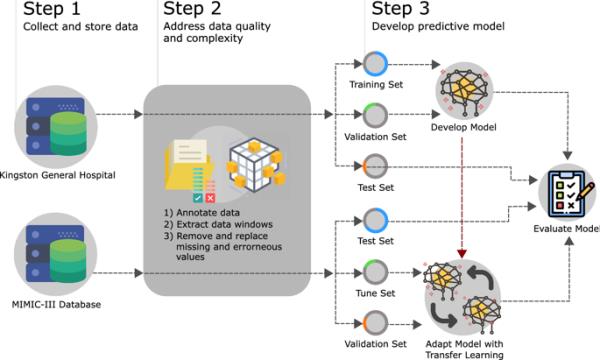 Step 1
Collect and store data
Step 2
Address data quality
and complexity
Step 3
Develop predictive model
Kingston General Hospital
MIMIC-III Database
1) Annotate data
2) Extract data windows
3) Remove and replace
missing and errorneous
values
Training Set
Validation Set
Test Set
Develop Model
Test Set
Tune Set
Validation Set
Adapt Model with
Transfer Learning
Evaluate Model